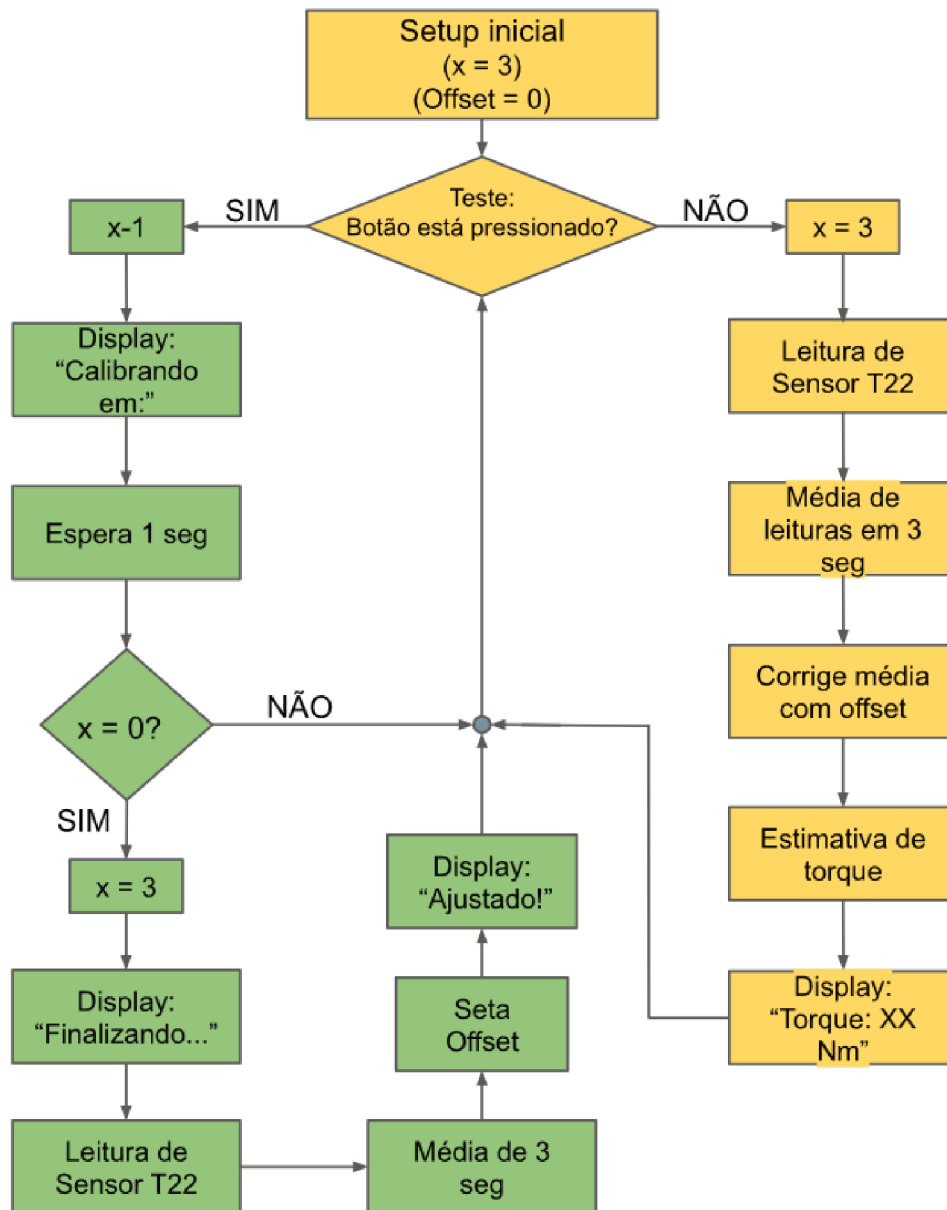 Setup inicial
(x = 3)
(Offset = 0)
Teste:
Botão está pressionado?
SIM
NÃO
x-1
Display:
“Calibrando
em:”
Espera 1 seg
x = 0?
NÃO
SIM
x = 3
Display:
“Finalizando...”
Leitura de
Sensor T22
Média de 3
seg
Seta
Offset
Display:
“Ajustado!”
x = 3
Leitura de
Sensor T22
Média de
leituras em 3
seg
Corrige média
com offset
Estimativa de
torque
Display:
“Torque: XX
Nm”